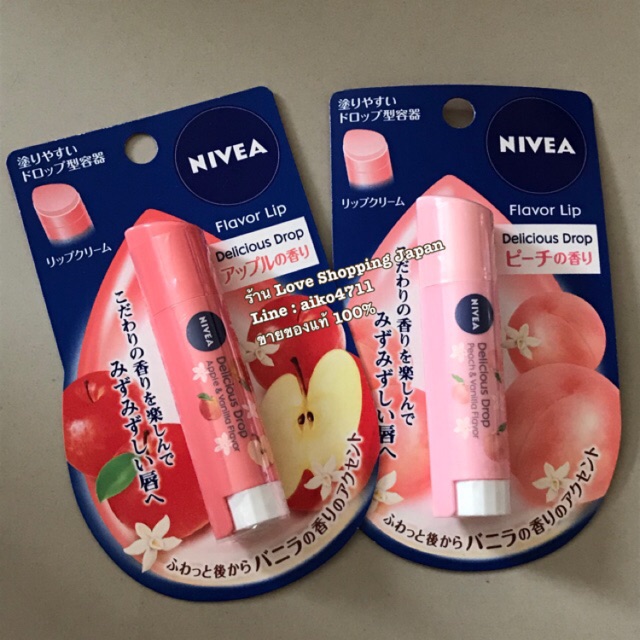 塗りやすい
ドロップ型容器
リップクリーム
NIVEA
Flavor Lip
Delicious Drop
アップルの香り
こだわりの香りを楽しんで
みずみずしい唇へ
NIVEA
Delicious Drop
Apple & Vanilla Flavor
ふわっと後からバニラの香りのアクセント
ร้าน Love Shopping Japan
Line : aiko4711
ขายของแท้ 100%
塗りやすい
ドロップ型容器
リップクリーム
NIVEA
Flavor Lip
Delicious Drop
ピーチの香り
こだわりの香りを楽しんで
みずみずしい唇へ
NIVEA
Delicious Drop
Peach & Vanilla Flavor
ふわっと後からバニラの香りのアクセント